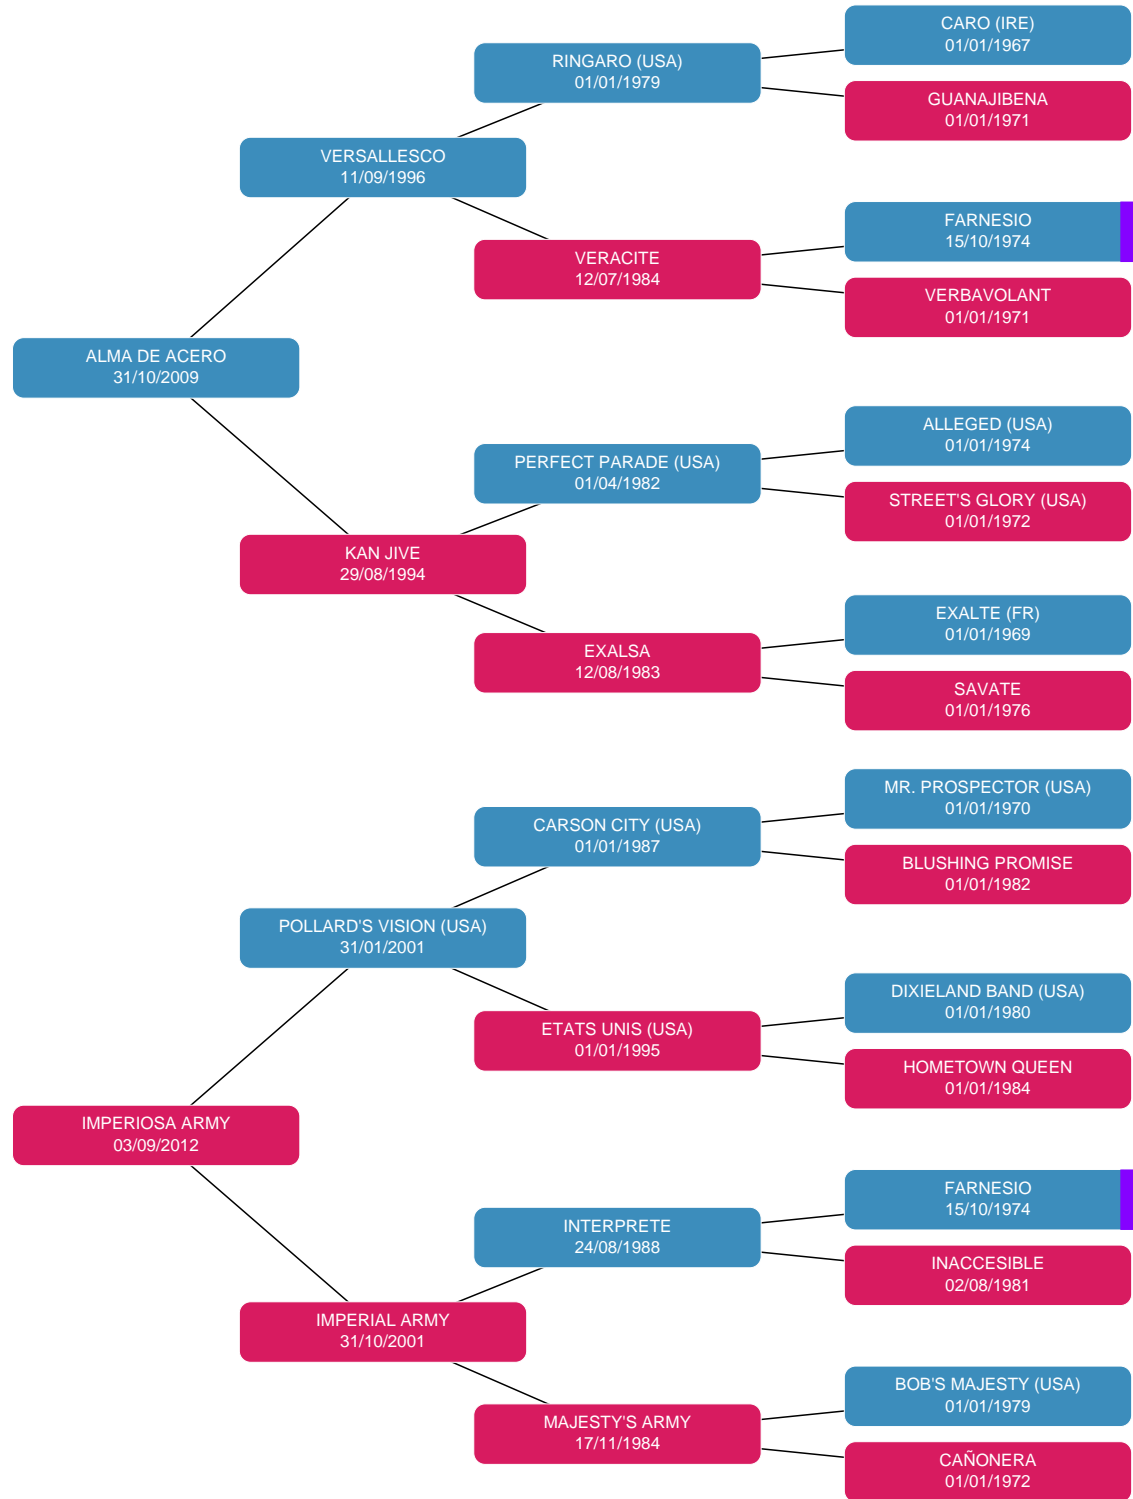 CARO (IRE)
01/01/1967
RINGARO (USA)
01/01/1979
GUANAJIBENA
01/01/1971
VERSALLESCO
11/09/1996
FARNESIO
15/10/1974
VERACITE
12/07/1984
VERBAVOLANT
01/01/1971
ALMA DE ACERO
31/10/2009
ALLEGED (USA)
01/01/1974
PERFECT PARADE (USA)
01/04/1982
STREET'S GLORY (USA)
01/01/1972
KAN JIVE
29/08/1994
EXALTE (FR)
01/01/1969
EXALSA
12/08/1983
SAVATE
01/01/1976
MR. PROSPECTOR (USA)
01/01/1970
CARSON CITY (USA)
01/01/1987
BLUSHING PROMISE
01/01/1982
POLLARD'S VISION (USA)
31/01/2001
DIXIELAND BAND (USA)
01/01/1980
ETATS UNIS (USA)
01/01/1995
HOMETOWN QUEEN
01/01/1984
IMPERIOSA ARMY
03/09/2012
FARNESIO
15/10/1974
INTERPRETE
24/08/1988
INACCESIBLE
02/08/1981
IMPERIAL ARMY
31/10/2001
BOB'S MAJESTY (USA)
01/01/1979
MAJESTY'S ARMY
17/11/1984
CAÑONERA
01/01/1972